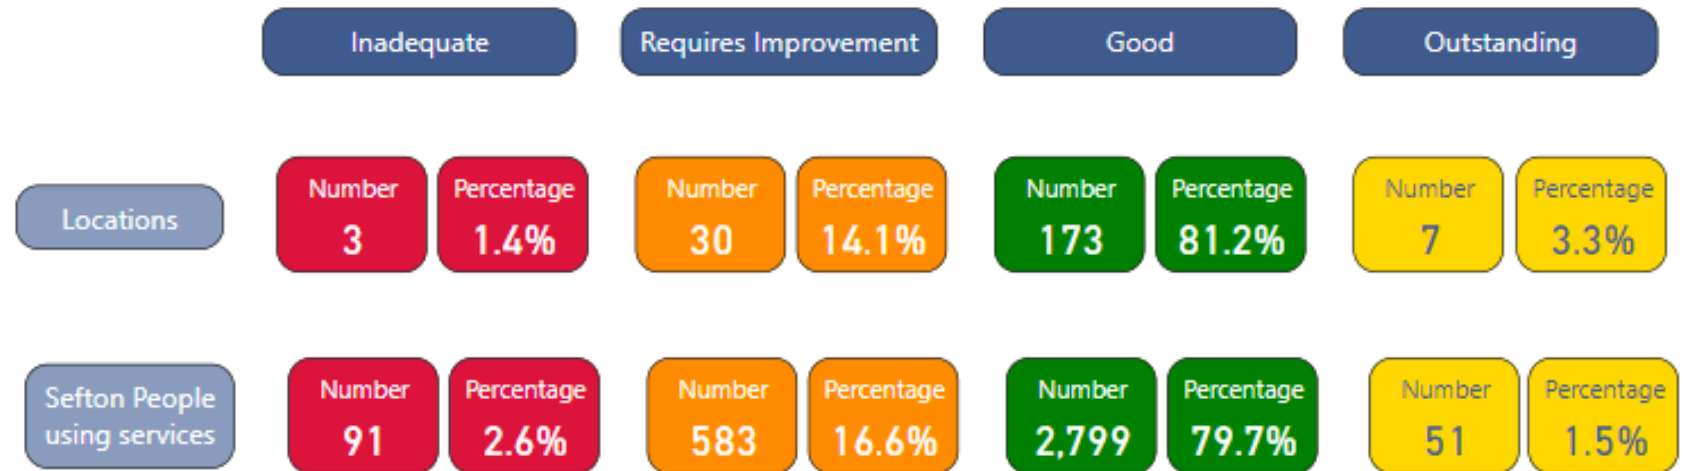 Inadequate Requires Improvement Good Outstanding
Locations
Number Percentage Number Percentage Number Percentage Number Percentage
3 1.4% 30 14.1% 173 81.2% 7 3.3%
Sefton People
using services
Number Percentage Number Percentage Number Percentage Number Percentage
91 2.6% 583 16.6% 2,799 79.7% 51 1.5%